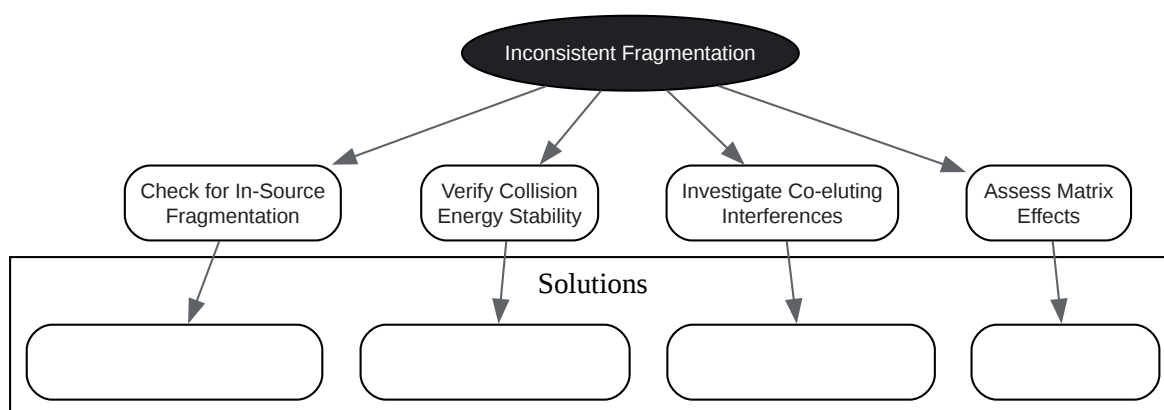 Inconsistent Fragmentation
Check for In-Source
Fragmentation
Verify Collision
Energy Stability
Investigate Co-eluting
Interferences
Assess Matrix
Effects
Solutions